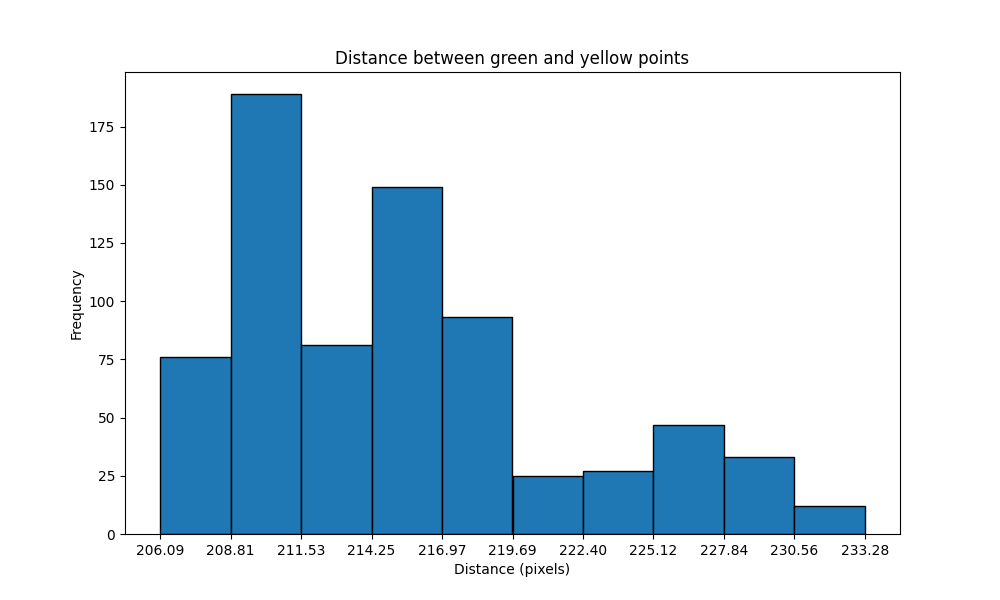 Distance between green and yellow points
175
150
125
100
75
50
25
0
Frequency
206.09 208.81 211.53 214.25 216.97 219.69 222.40 225.12 227.84 230.56 233.28
Distance (pixels)